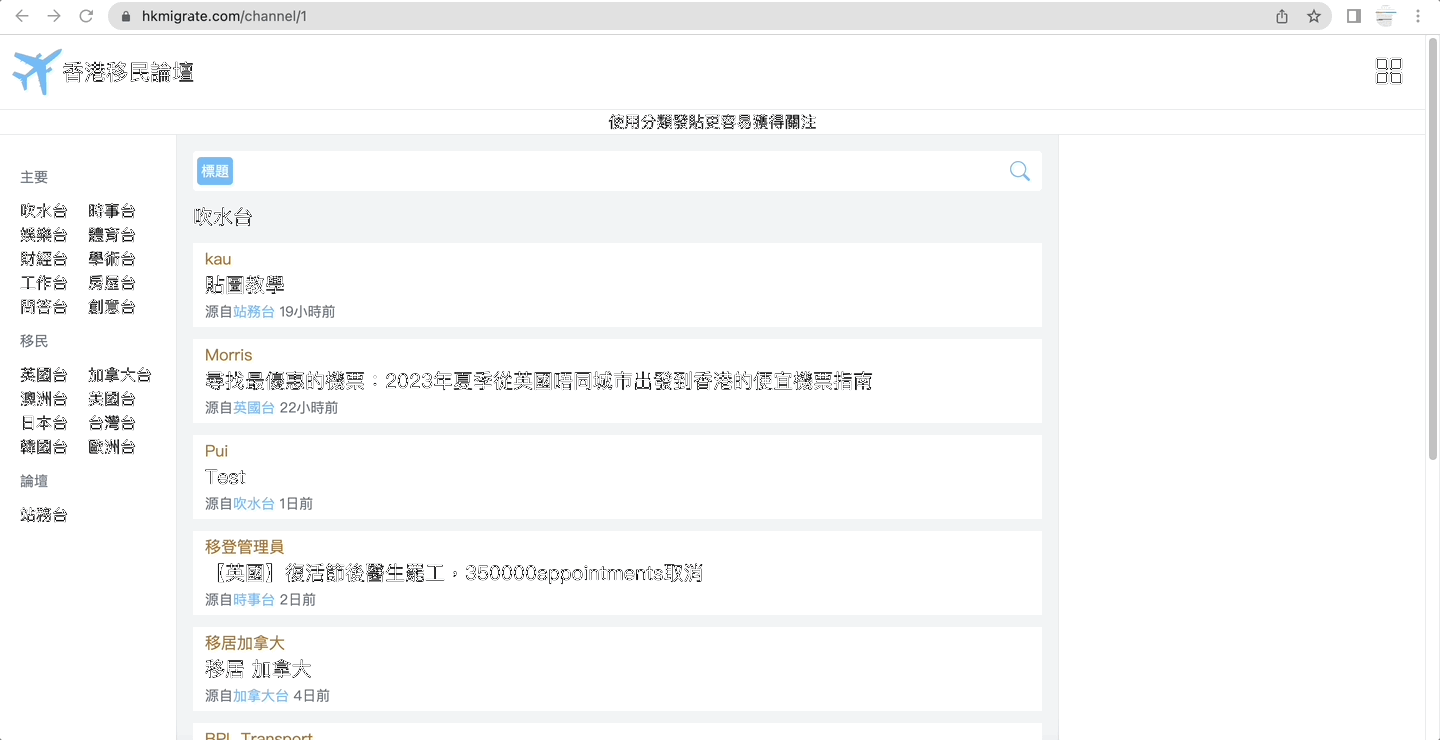 hkmigrate.com/channel/1
香港移民論壇
使用分類發貼更容易獲得關注
主要
吹水台 時事台
娛樂台 體育台
財經台 學術台
工作台 房屋台
問答台 創意台
移民
英國台 加拿大台
澳洲台 美國台
日本台 台灣台
韓國台 歐洲台
論壇
站務台
標題
吹水台
kau
貼圖教學
源自站務台 19小時前
Morris
尋找最優惠的機票：2023年夏季從英國唔同城市出發到香港的便宜機票指南
源自英國台 22小時前
Pui
Test
源自吹水台 1日前
移登管理員
【英國】復活節後醫生罷工，350000appointments取消
源自時事台 2日前
移居加拿大
移居 加拿大
源自加拿大台 4日前
BPL Transport